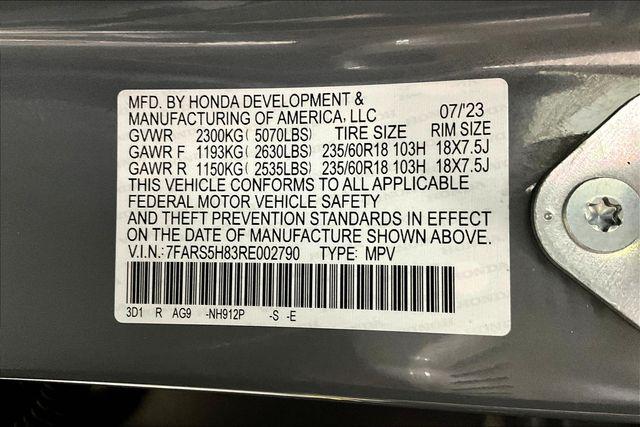 MFD. BY HONDA DEVELOPMENT &
MANUFACTURING OF AMERICA, LLC 07/'23
GVWR 2300KG( 5070LBS) TIRE SIZE RIM SIZE
GAWR F 1193KG( 2630LBS) 235/60R18 103H 18X7.5J
GAWR R 1150KG( 2535LBS) 235/60R18 103H 18X7.5J
THIS VEHICLE CONFORMS TO ALL APPLICABLE
FEDERAL MOTOR VEHICLE SAFETY
AND THEFT PREVENTION STANDARDS IN EFFECT
ON THE DATE OF MANUFACTURE SHOWN ABOVE.
V.I.N.:7FARS5H83RE002790 TYPE: MPV
3D1 R AG9 -NH912P -S -E